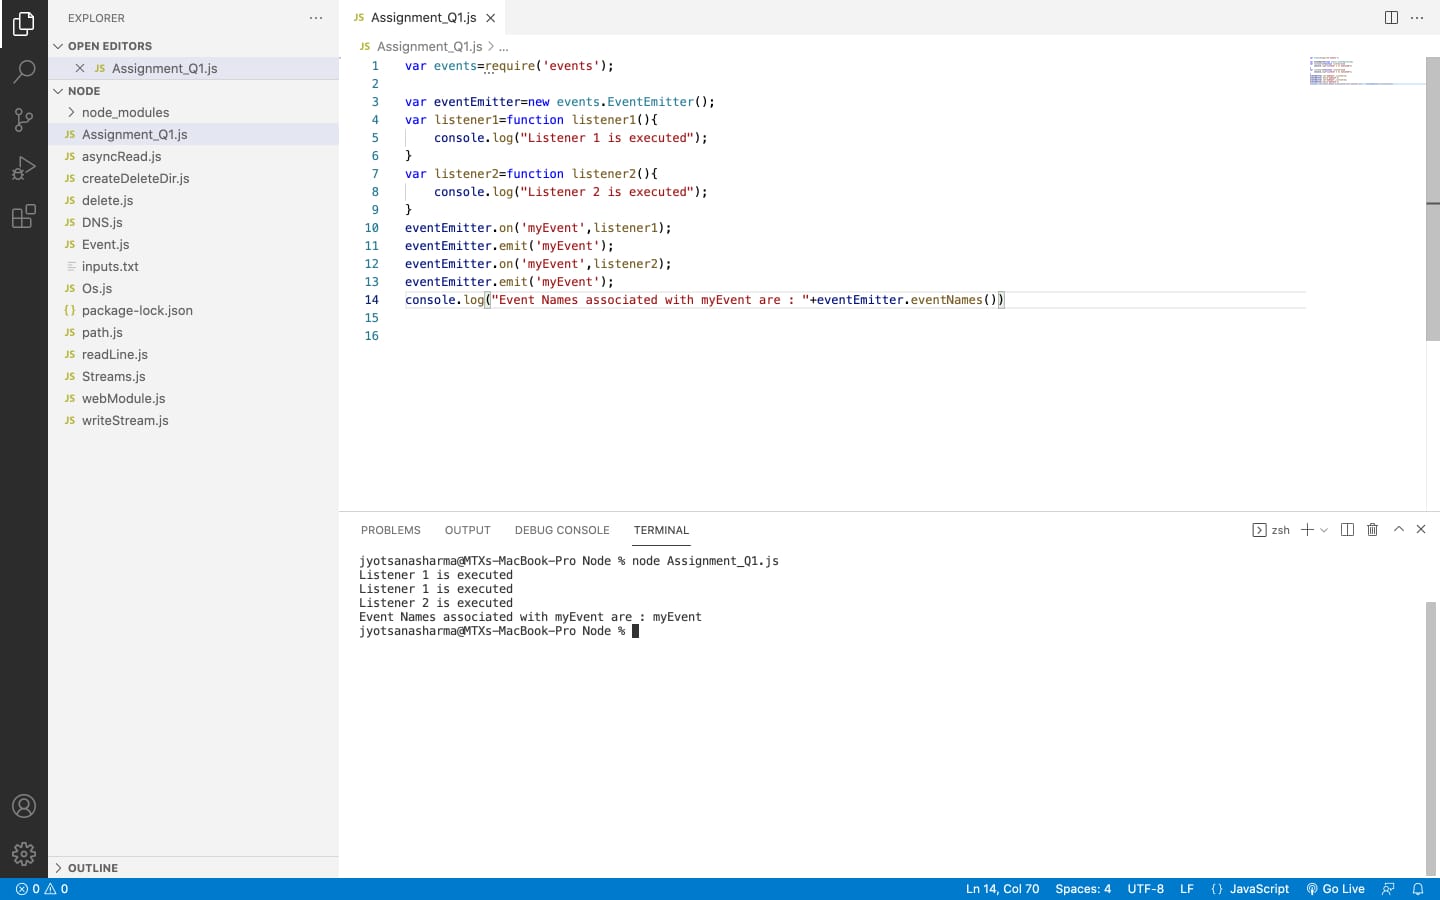 EXPLORER
OPEN EDITORS
JS Assignment_Q1.js
NODE
node_modules
JS Assignment_Q1.js
JS asyncRead.js
JS createDeleteDir.js
JS delete.js
JS DNS.js
JS Event.js
inputs.txt
JS Os.js
{} package-lock.json
JS path.js
JS readLine.js
JS Streams.js
JS webModule.js
JS writeStream.js
OUTLINE
JS Assignment_Q1.js
JS Assignment_Q1.js > ...
1 var events=require('events');
2
3 var eventEmitter=new events.EventEmitter();
4 var listener1=function listener1(){
5 console.log("Listener 1 is executed");
6 }
7 var listener2=function listener2(){
8 console.log("Listener 2 is executed");
9 }
10 eventEmitter.on('myEvent',listener1);
11 eventEmitter.emit('myEvent');
12 eventEmitter.on('myEvent',listener2);
13 eventEmitter.emit('myEvent');
14 console.log("Event Names associated with myEvent are : "+eventEmitter.eventNames())
15
16
PROBLEMS OUTPUT DEBUG CONSOLE TERMINAL zsh
jyotsanasharma@MTXs-MacBook-Pro Node % node Assignment_Q1.js
Listener 1 is executed
Listener 1 is executed
Listener 2 is executed
Event Names associated with myEvent are : myEvent
jyotsanasharma@MTXs-MacBook-Pro Node %
0 0 Ln 14, Col 70 Spaces: 4 UTF-8 LF {} JavaScript Go Live